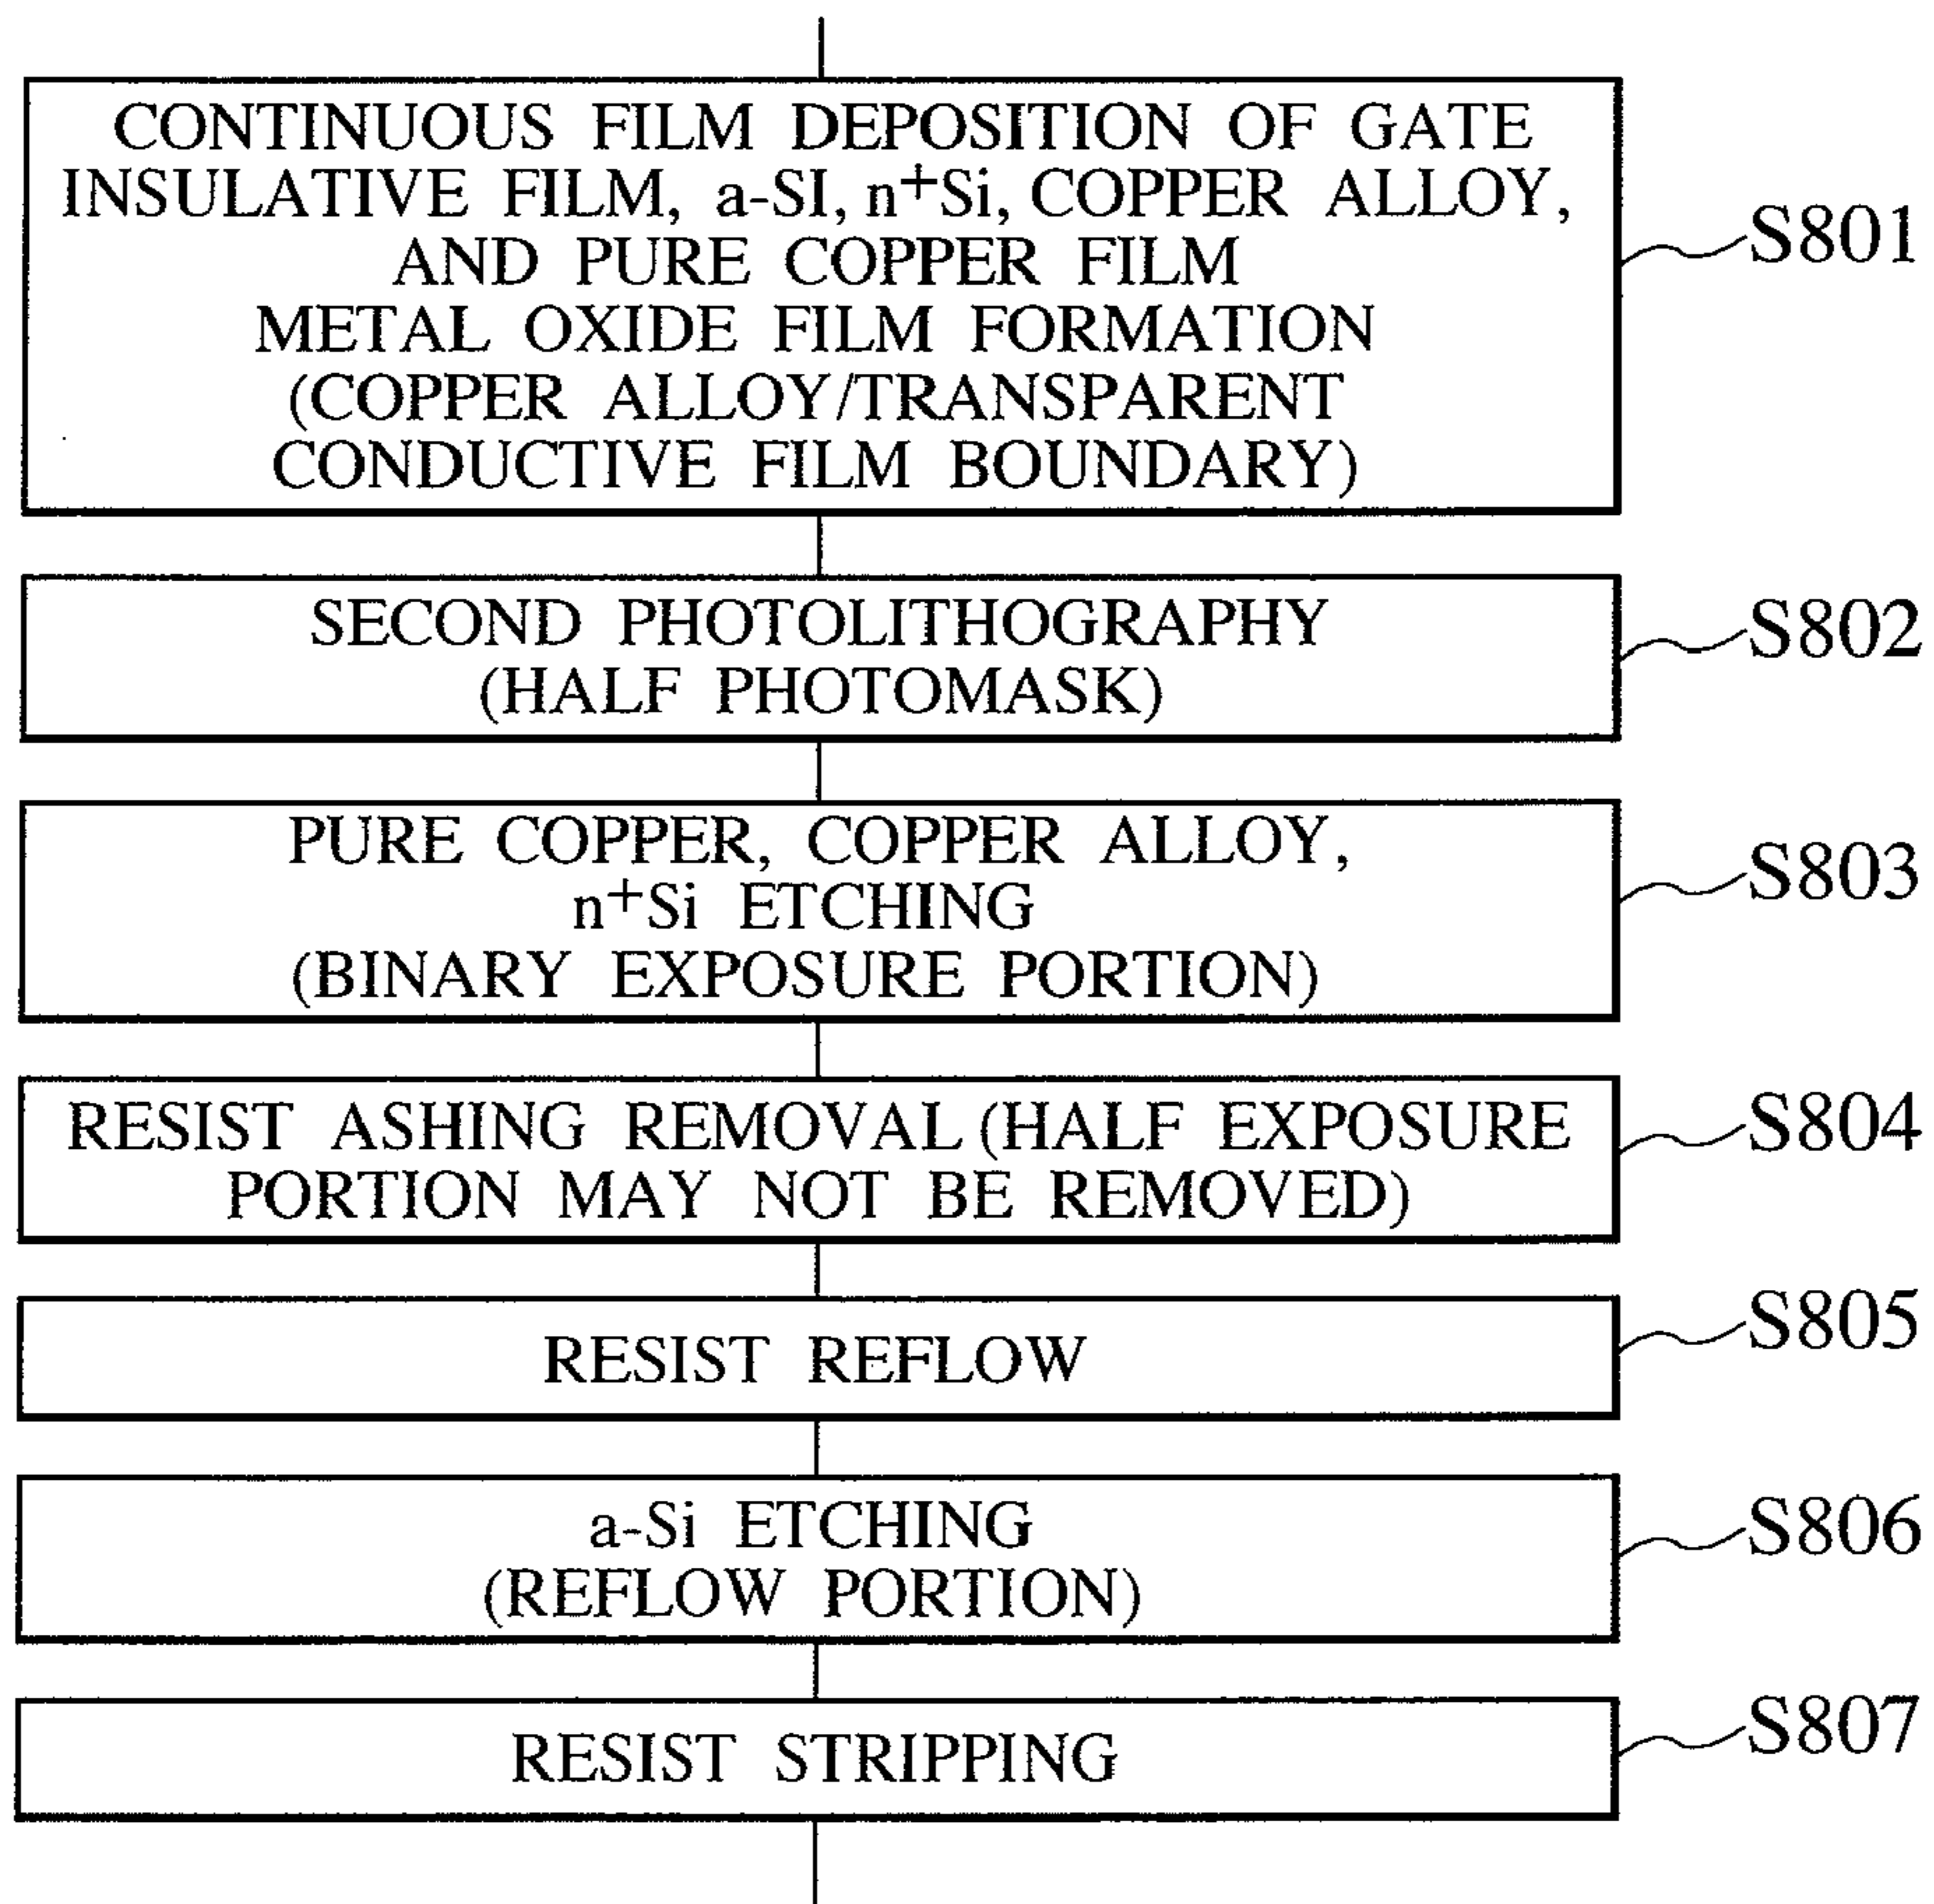 CONTINUOUS FILM DEPOSITION OF GATE
INSULATIVE FILM, a-SI, n+Si, COPPER ALLOY,
AND PURE COPPER FILM
METAL OXIDE FILM FORMATION
(COPPER ALLOY/TRANSPARENT
CONDUCTIVE FILM BOUNDARY)
S801
SECOND PHOTOLITHOGRAPHY
(HALF PHOTOMASK)
S802
PURE COPPER, COPPER ALLOY,
n+Si ETCHING
(BINARY EXPOSURE PORTION)
S803
RESIST ASHING REMOVAL (HALF EXPOSURE
PORTION MAY NOT BE REMOVED)
S804
RESIST REFLOW
S805
a-Si ETCHING
(REFLOW PORTION)
S806
RESIST STRIPPING
S807